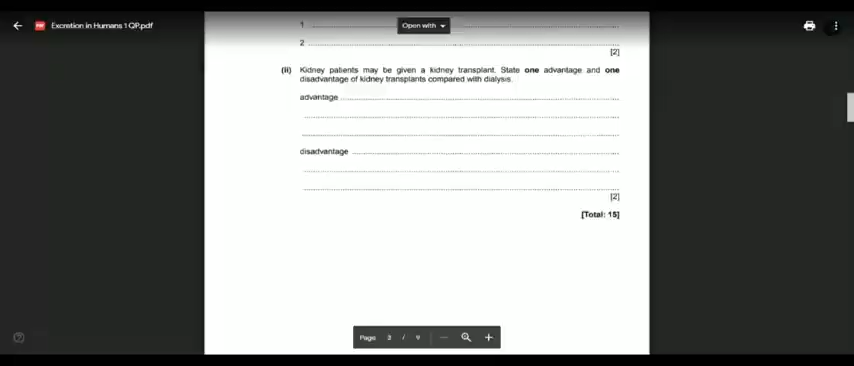 Excretion in Humans 1 QP.pdf
Open with
1
2
[2]
(ii) Kidney patients may be given a kidney transplant. State one advantage and one
disadvantage of kidney transplants compared with dialysis.
advantage
disadvantage
[2]
[Total: 15]
Page 3 / 9